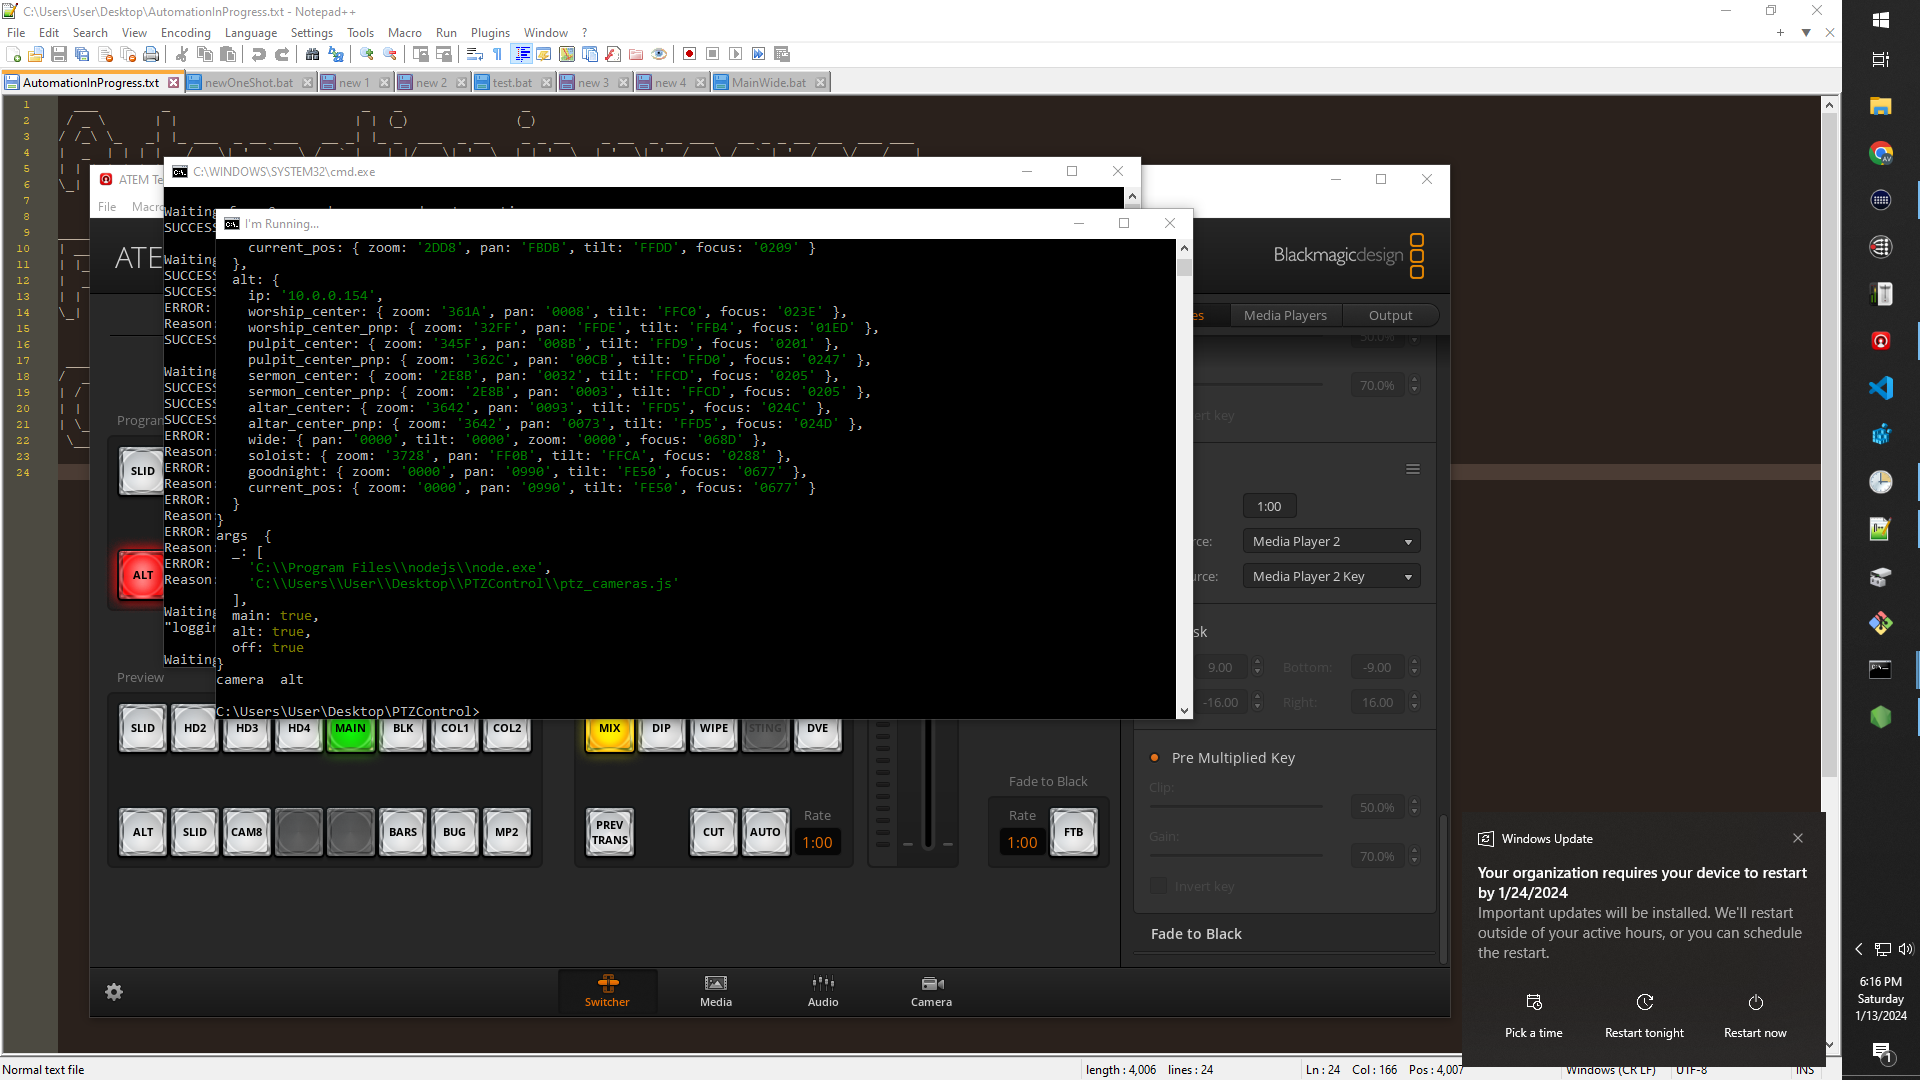 C:\Users\User\Desktop\AutomationInProgress.txt - Notepad++
File Edit Search View Encoding Language Settings Tools Macro Run Plugins Window ?
AutomationInProgress.txt newOneShot.bat new 1 new 2 test.bat new 3 new 4 MainWide.bat
1
2
3
4
5
6
7
8
9
10
11
12
13
14
15
16
17
18
19
20
21
22
23
24
ATEM Te
File Macro
ATE
Blackmagicdesign
es Media Players Output
50.0%
70.0%
ert key
1:00
rce: Media Player 2
urce: Media Player 2 Key
sk
9.00 Bottom: -9.00
-16.00 Right: 16.00
Pre Multiplied Key
Clip:
50.0%
Gain:
70.0%
Invert key
Fade to Black
C:\WINDOWS\SYSTEM32\cmd.exe
Waiting
SUCCESS
Waiting
SUCCESS
SUCCESS
ERROR:
Reason:
SUCCESS
Waiting
SUCCESS
SUCCESS
SUCCESS
ERROR:
Reason:
ERROR:
Reason:
ERROR:
Reason:
ERROR:
Reason:
ERROR:
Reason:
Waiting
"loggin
Waiting
I'm Running...
current_pos: { zoom: '2DD8', pan: 'FBDB', tilt: 'FFDD', focus: '0209' }
},
alt: {
ip: '10.0.0.154',
worship_center: { zoom: '361A', pan: '0008', tilt: 'FFC0', focus: '023E' },
worship_center_pnp: { zoom: '32FF', pan: 'FFDE', tilt: 'FFB4', focus: '01ED' },
pulpit_center: { zoom: '345F', pan: '008B', tilt: 'FFD9', focus: '0201' },
pulpit_center_pnp: { zoom: '362C', pan: '00CB', tilt: 'FFD0', focus: '0247' },
sermon_center: { zoom: '2E8B', pan: '0032', tilt: 'FFCD', focus: '0205' },
sermon_center_pnp: { zoom: '2E8B', pan: '0003', tilt: 'FFCD', focus: '0205' },
altar_center: { zoom: '3642', pan: '0093', tilt: 'FFD5', focus: '024C' },
altar_center_pnp: { zoom: '3642', pan: '0073', tilt: 'FFD5', focus: '024D' },
wide: { pan: '0000', tilt: '0000', zoom: '0000', focus: '068D' },
soloist: { zoom: '3728', pan: 'FF0B', tilt: 'FFCA', focus: '0288' },
goodnight: { zoom: '0000', pan: '0990', tilt: 'FE50', focus: '0677' },
current_pos: { zoom: '0000', pan: '0990', tilt: 'FE50', focus: '0677' }
}
}
args {
_: [
'C:\\Program Files\\nodejs\\node.exe',
'C:\\Users\\User\\Desktop\\PTZControl\\ptz_cameras.js'
],
main: true,
alt: true,
off: true
}
camera alt
C:\Users\User\Desktop\PTZControl>
Program
SLID
ALT
Preview
SLID HD2 HD3 HD4 MAIN BLK COL1 COL2
ALT SLID CAM8 BARS BUG MP2
MIX DIP WIPE STING DVE
PREV TRANS CUT AUTO
Rate
1:00
Fade to Black
Rate
1:00
FTB
Switcher Media Audio Camera
Windows Update
Your organization requires your device to restart
by 1/24/2024
Important updates will be installed. We'll restart
outside of your active hours, or you can schedule
the restart.
Pick a time Restart tonight Restart now
6:16 PM
Saturday
1/13/2024
1
Normal text file length : 4,006 lines : 24 Ln : 24 Col : 166 Pos : 4,007 Windows (CR LF) UTF-8 INS